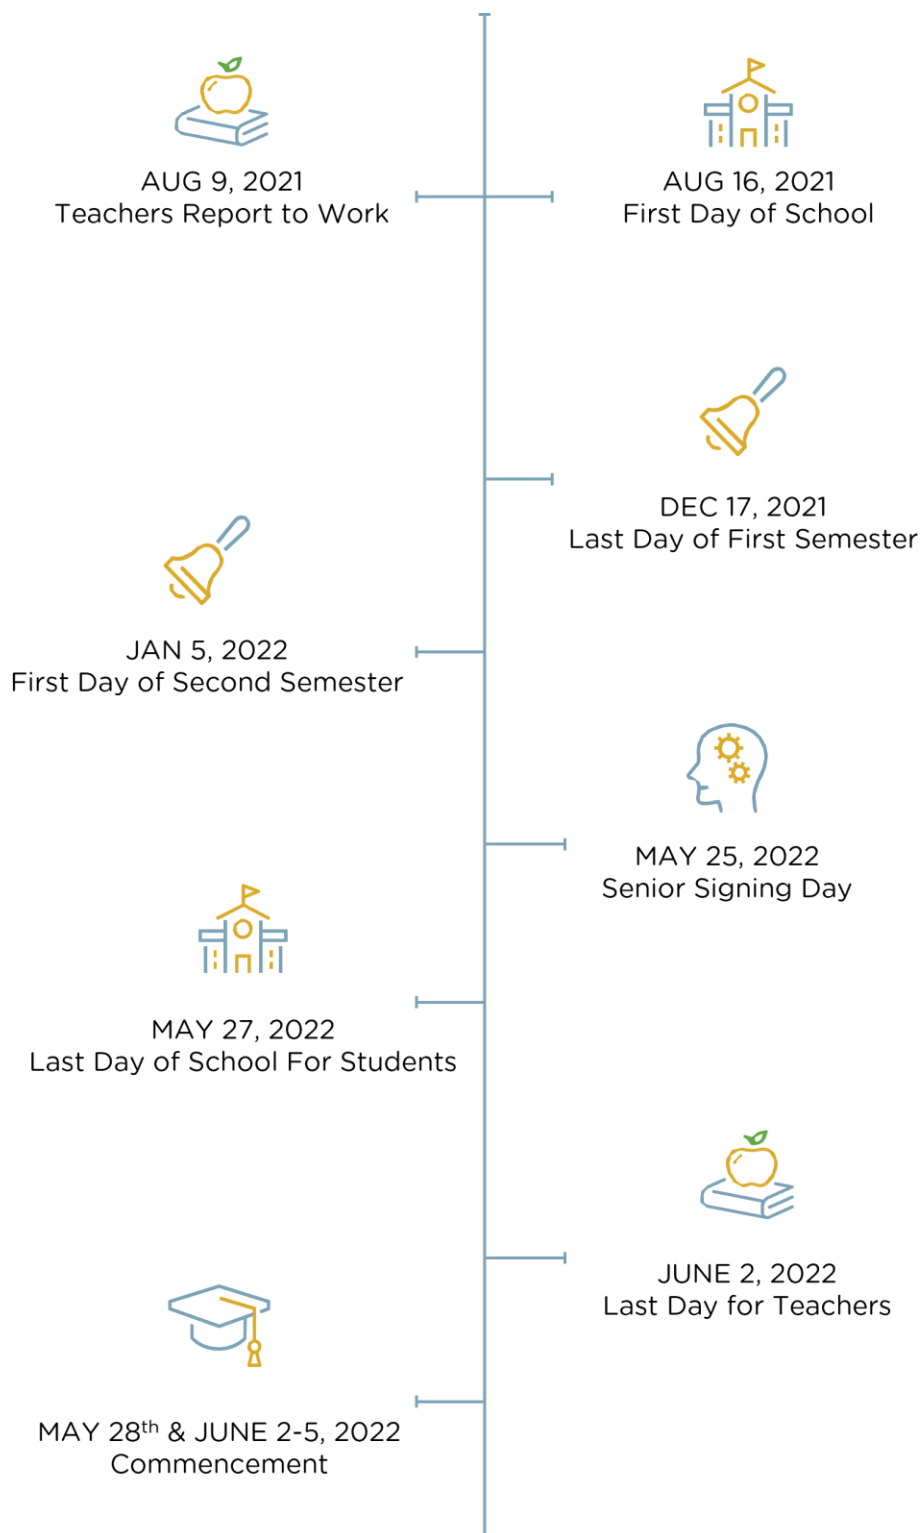 AUG 9, 2021
Teachers Report to Work
AUG 16, 2021
First Day of School
DEC 17, 2021
Last Day of First Semester
JAN 5, 2022
First Day of Second Semester
MAY 25, 2022
Senior Signing Day
MAY 27, 2022
Last Day of School For Students
JUNE 2, 2022
Last Day for Teachers
MAY 28th & JUNE 2-5, 2022
Commencement